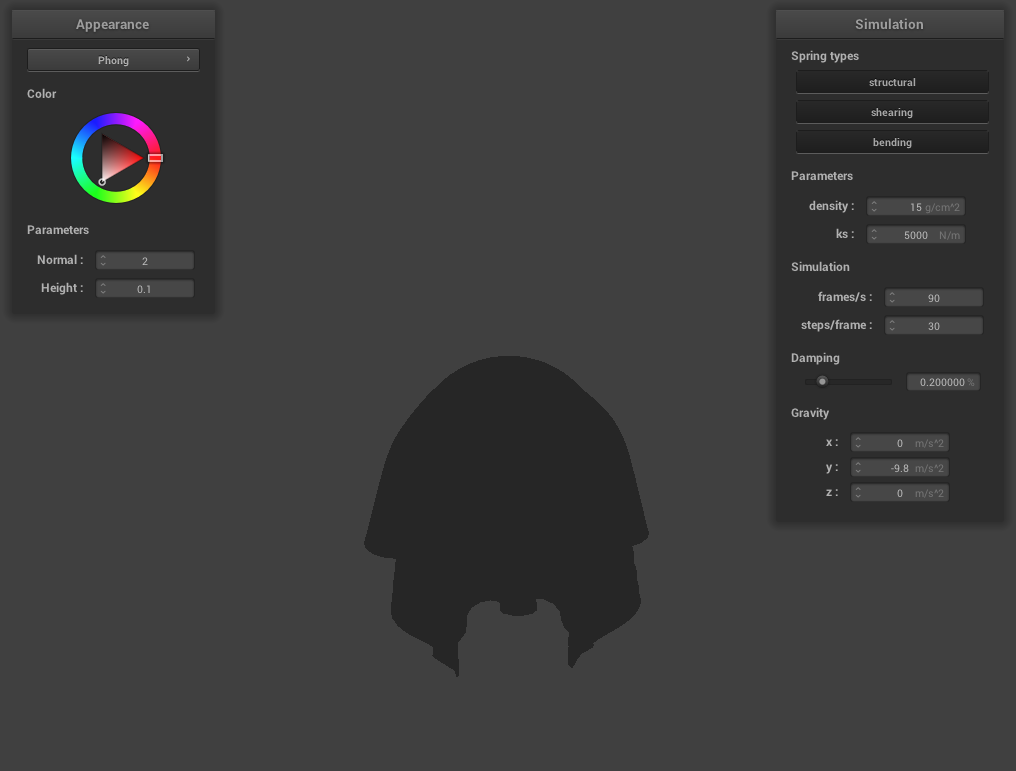 Appearance
Phong
Color
Parameters
Normal : 2
Height : 0.1
Simulation
Spring types
structural
shearing
bending
Parameters
density : 15 g/cm^2
ks : 5000 N/m
Simulation
frames/s : 90
steps/frame : 30
Damping
0.200000 %
Gravity
x : 0 m/s^2
y : -9.8 m/s^2
z : 0 m/s^2